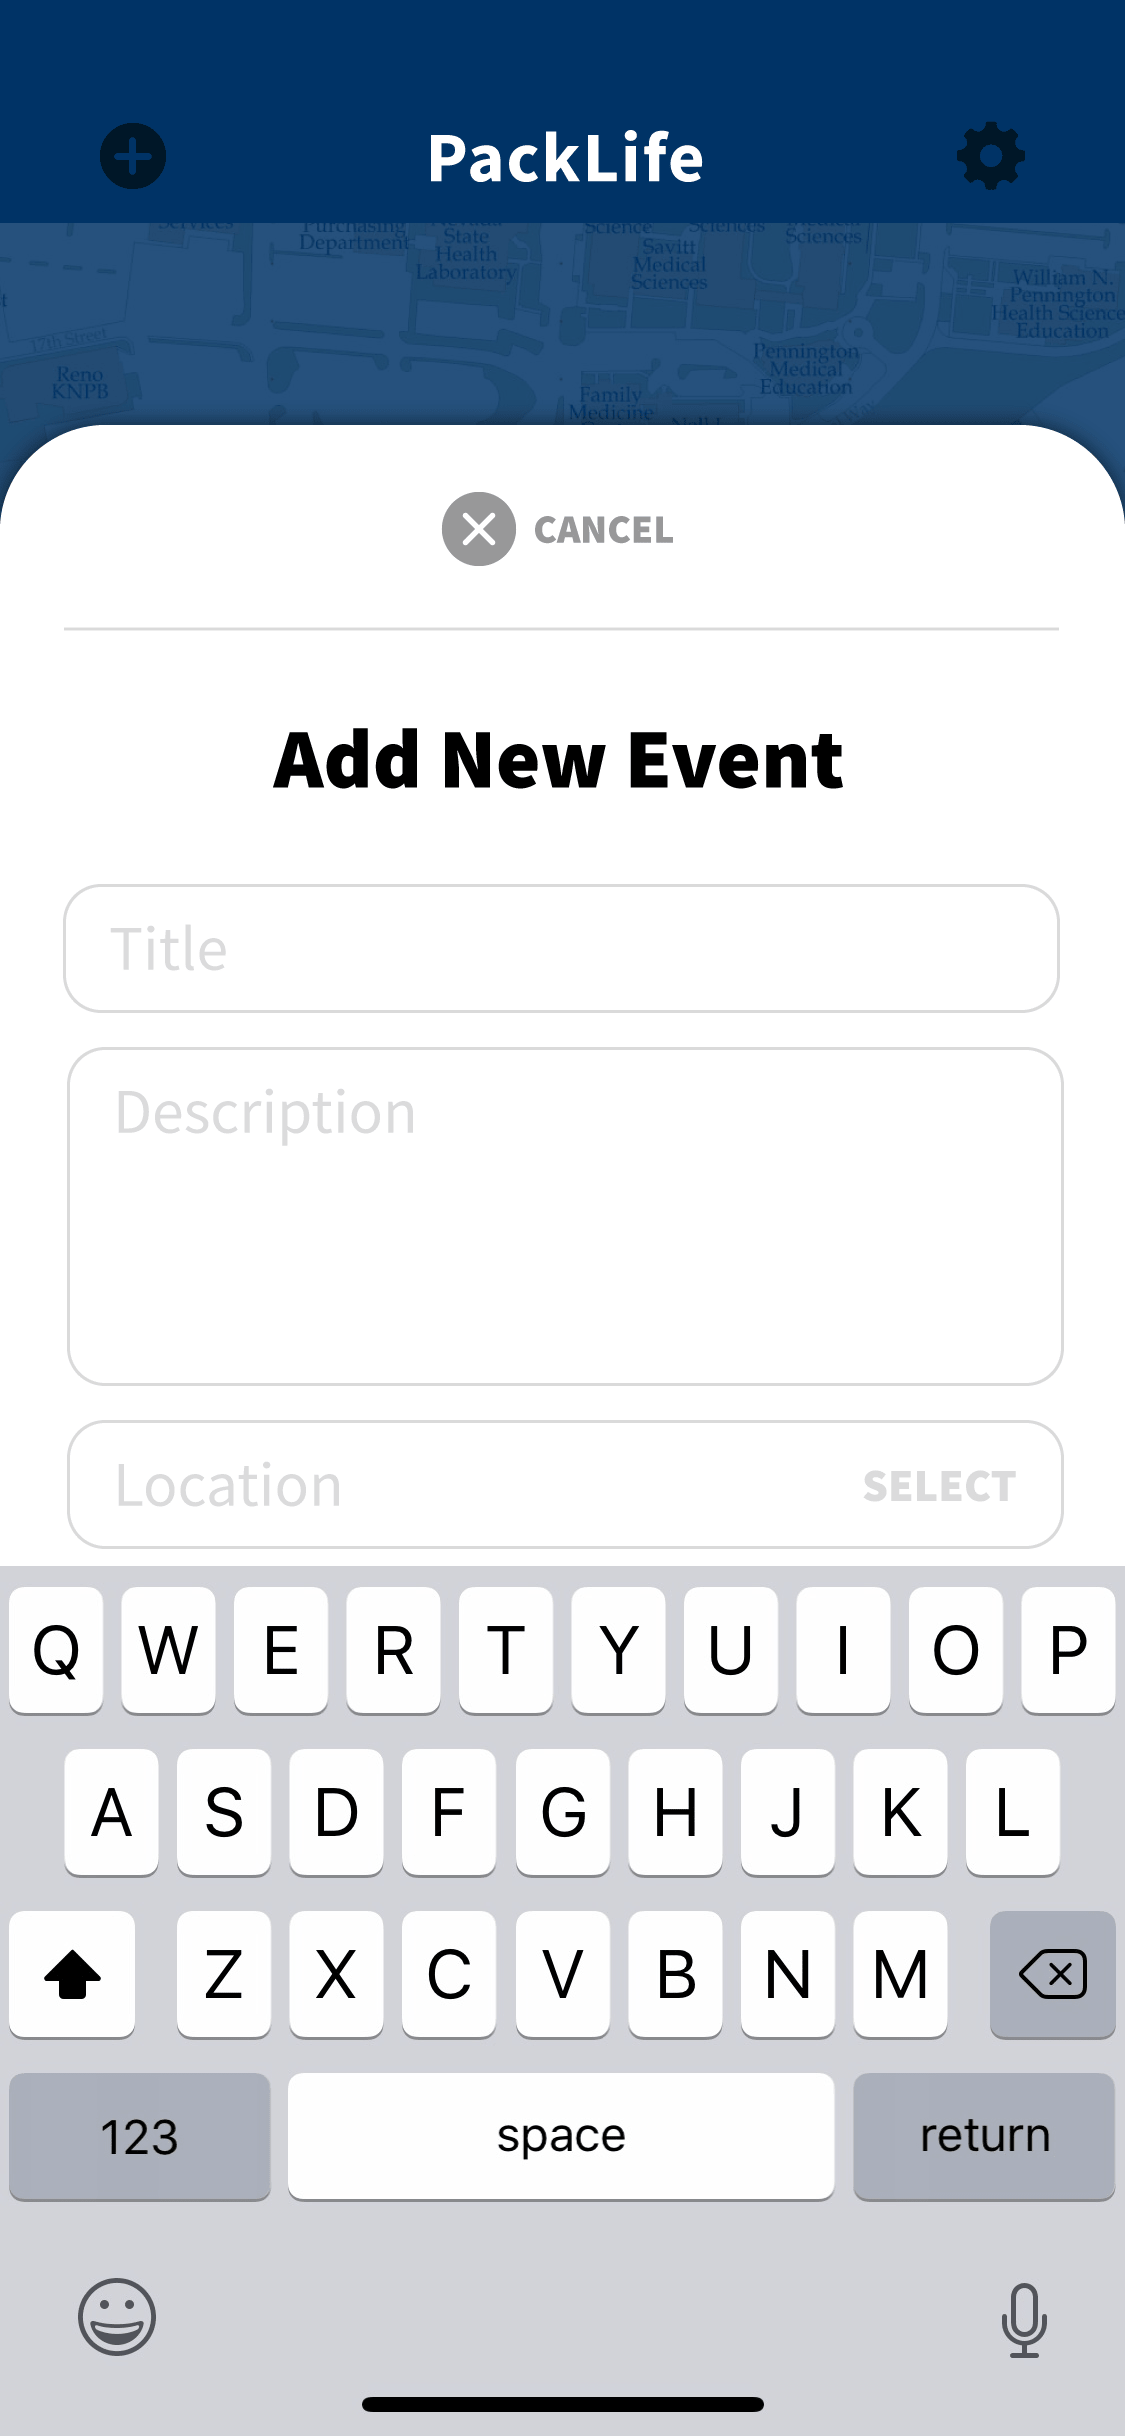 PackLife
Services
Purchasing
Department
Nevada
State
Health
Laboratory
Science
Savitt
Medical
Sciences
Sciences
Medical
Sciences
William N.
Pennington
Health Science
Education
17th Street
Reno
KNPB
Pennington
Medical
Education
Family
Medicine
CANCEL
Add New Event
Title
Description
Location
SELECT
Q W E R T Y U I O P
A S D F G H J K L
Z X C V B N M
123
space
return